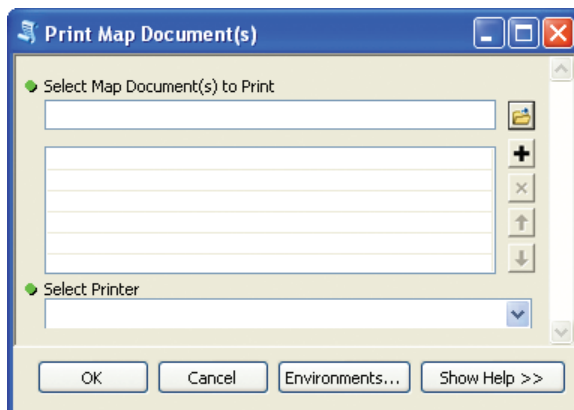 Print Map Document(s)
Select Map Document(s) to Print
Select Printer
OK Cancel Environments... Show Help >>